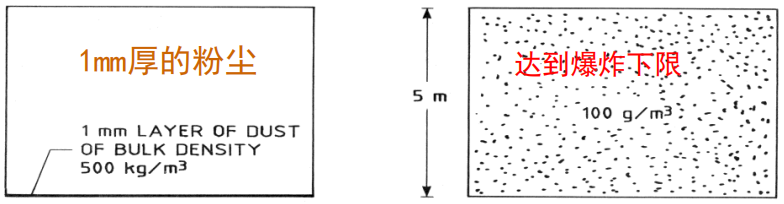 1mm厚的粉尘
1 mm LAYER OF DUST
OF BULK DENSITY
500 kg/m³
5 m
达到爆炸下限
100 g/m³